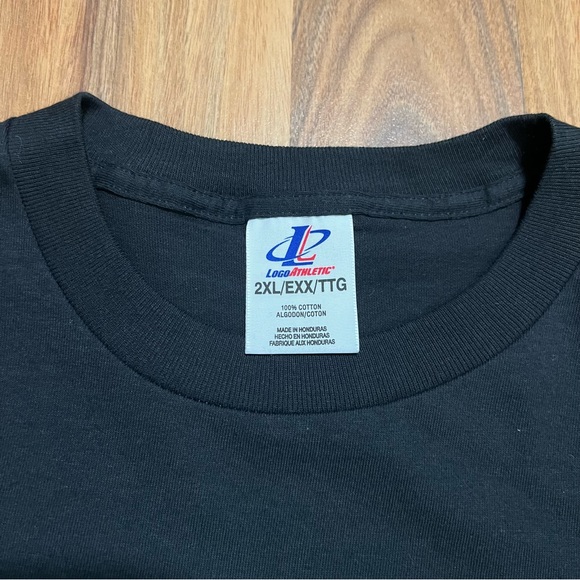 LOGOATHLETIC®
2XL/EXX/TTG
100% COTTON
ALGODON/COTON
MADE IN HONDURAS
HECHO EN HONDURAS
FABRIQUE AUX HONDURAS